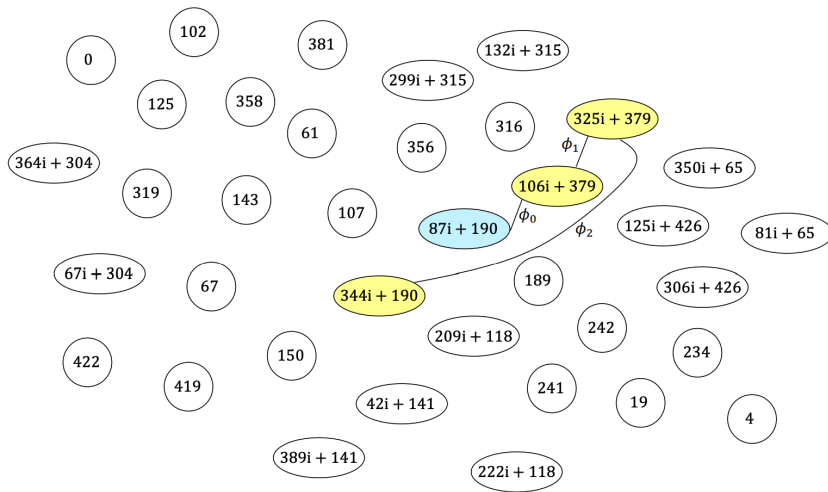 102
381
132i + 315
0
299i + 315
125
358
325i + 379
61
316
ϕ₁
356
364i + 304
350i + 65
106i + 379
319
143
107
ϕ₀
87i + 190
ϕ₂
125i + 426
81i + 65
67i + 304
67
189
306i + 426
344i + 190
209i + 118
242
234
422
150
419
241
42i + 141
19
4
389i + 141
222i + 118